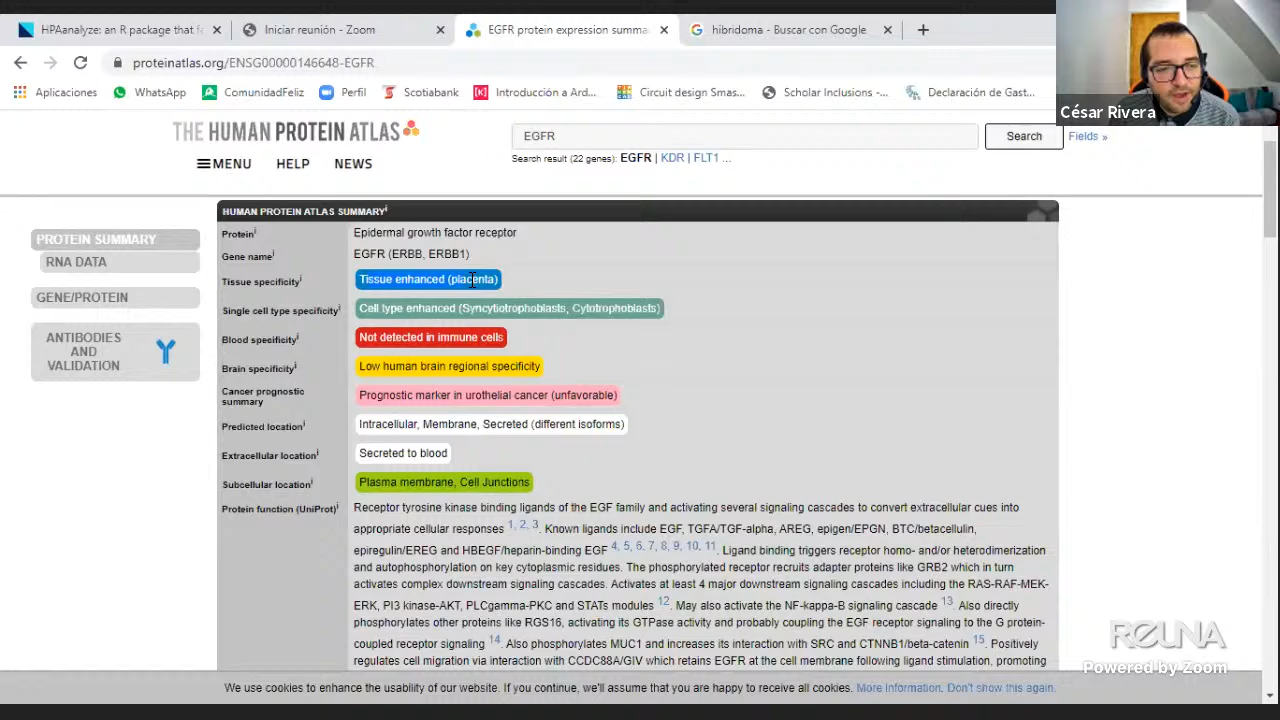 HPAanalyze: an R package that f
Iniciar reunión - Zoom
EGFR protein expression summa
hibridoma - Buscar con Google
proteinatlas.org/ENSG00000146648-EGFR
Aplicaciones
WhatsApp
ComunidadFeliz
Perfil
Scotiabank
Introducción a Ard...
Circuit design Smas...
Scholar Inclusions -...
Declaración de Gast...
César Rivera
THE HUMAN PROTEIN ATLAS
EGFR
Search
Fields »
Search result (22 genes): EGFR | KDR | FLT1 ...
MENU
HELP
NEWS
PROTEIN SUMMARY
RNA DATA
GENE/PROTEIN
ANTIBODIES
AND
VALIDATION
HUMAN PROTEIN ATLAS SUMMARYi
Proteini Epidermal growth factor receptor
Gene namei EGFR (ERBB, ERBB1)
Tissue specificityi Tissue enhanced (placenta)
Single cell type specificityi Cell type enhanced (Syncytiotrophoblasts, Cytotrophoblasts)
Blood specificityi Not detected in immune cells
Brain specificityi Low human brain regional specificity
Cancer prognostic
summary
Prognostic marker in urothelial cancer (unfavorable)
Predicted locationi Intracellular, Membrane, Secreted (different isoforms)
Extracellular locationi Secreted to blood
Subcellular locationi Plasma membrane, Cell Junctions
Protein function (UniProt)i Receptor tyrosine kinase binding ligands of the EGF family and activating several signaling cascades to convert extracellular cues into
appropriate cellular responses 1, 2, 3. Known ligands include EGF, TGFA/TGF-alpha, AREG, epigen/EPGN, BTC/betacellulin,
epiregulin/EREG and HBEGF/heparin-binding EGF 4, 5, 6, 7, 8, 9, 10, 11. Ligand binding triggers receptor homo- and/or heterodimerization
and autophosphorylation on key cytoplasmic residues. The phosphorylated receptor recruits adapter proteins like GRB2 which in turn
activates complex downstream signaling cascades. Activates at least 4 major downstream signaling cascades including the RAS-RAF-MEK-
ERK, PI3 kinase-AKT, PLCgamma-PKC and STATs modules 12. May also activate the NF-kappa-B signaling cascade 13. Also directly
phosphorylates other proteins like RGS16, activating its GTPase activity and probably coupling the EGF receptor signaling to the G protein-
coupled receptor signaling 14. Also phosphorylates MUC1 and increases its interaction with SRC and CTNNB1/beta-catenin 15. Positively
regulates cell migration via interaction with CCDC88A/GIV which retains EGFR at the cell membrane following ligand stimulation, promoting
REUNA
Powered by Zoom
We use cookies to enhance the usability of our website. If you continue, we'll assume that you are happy to receive all cookies. More information. Don't show this again.